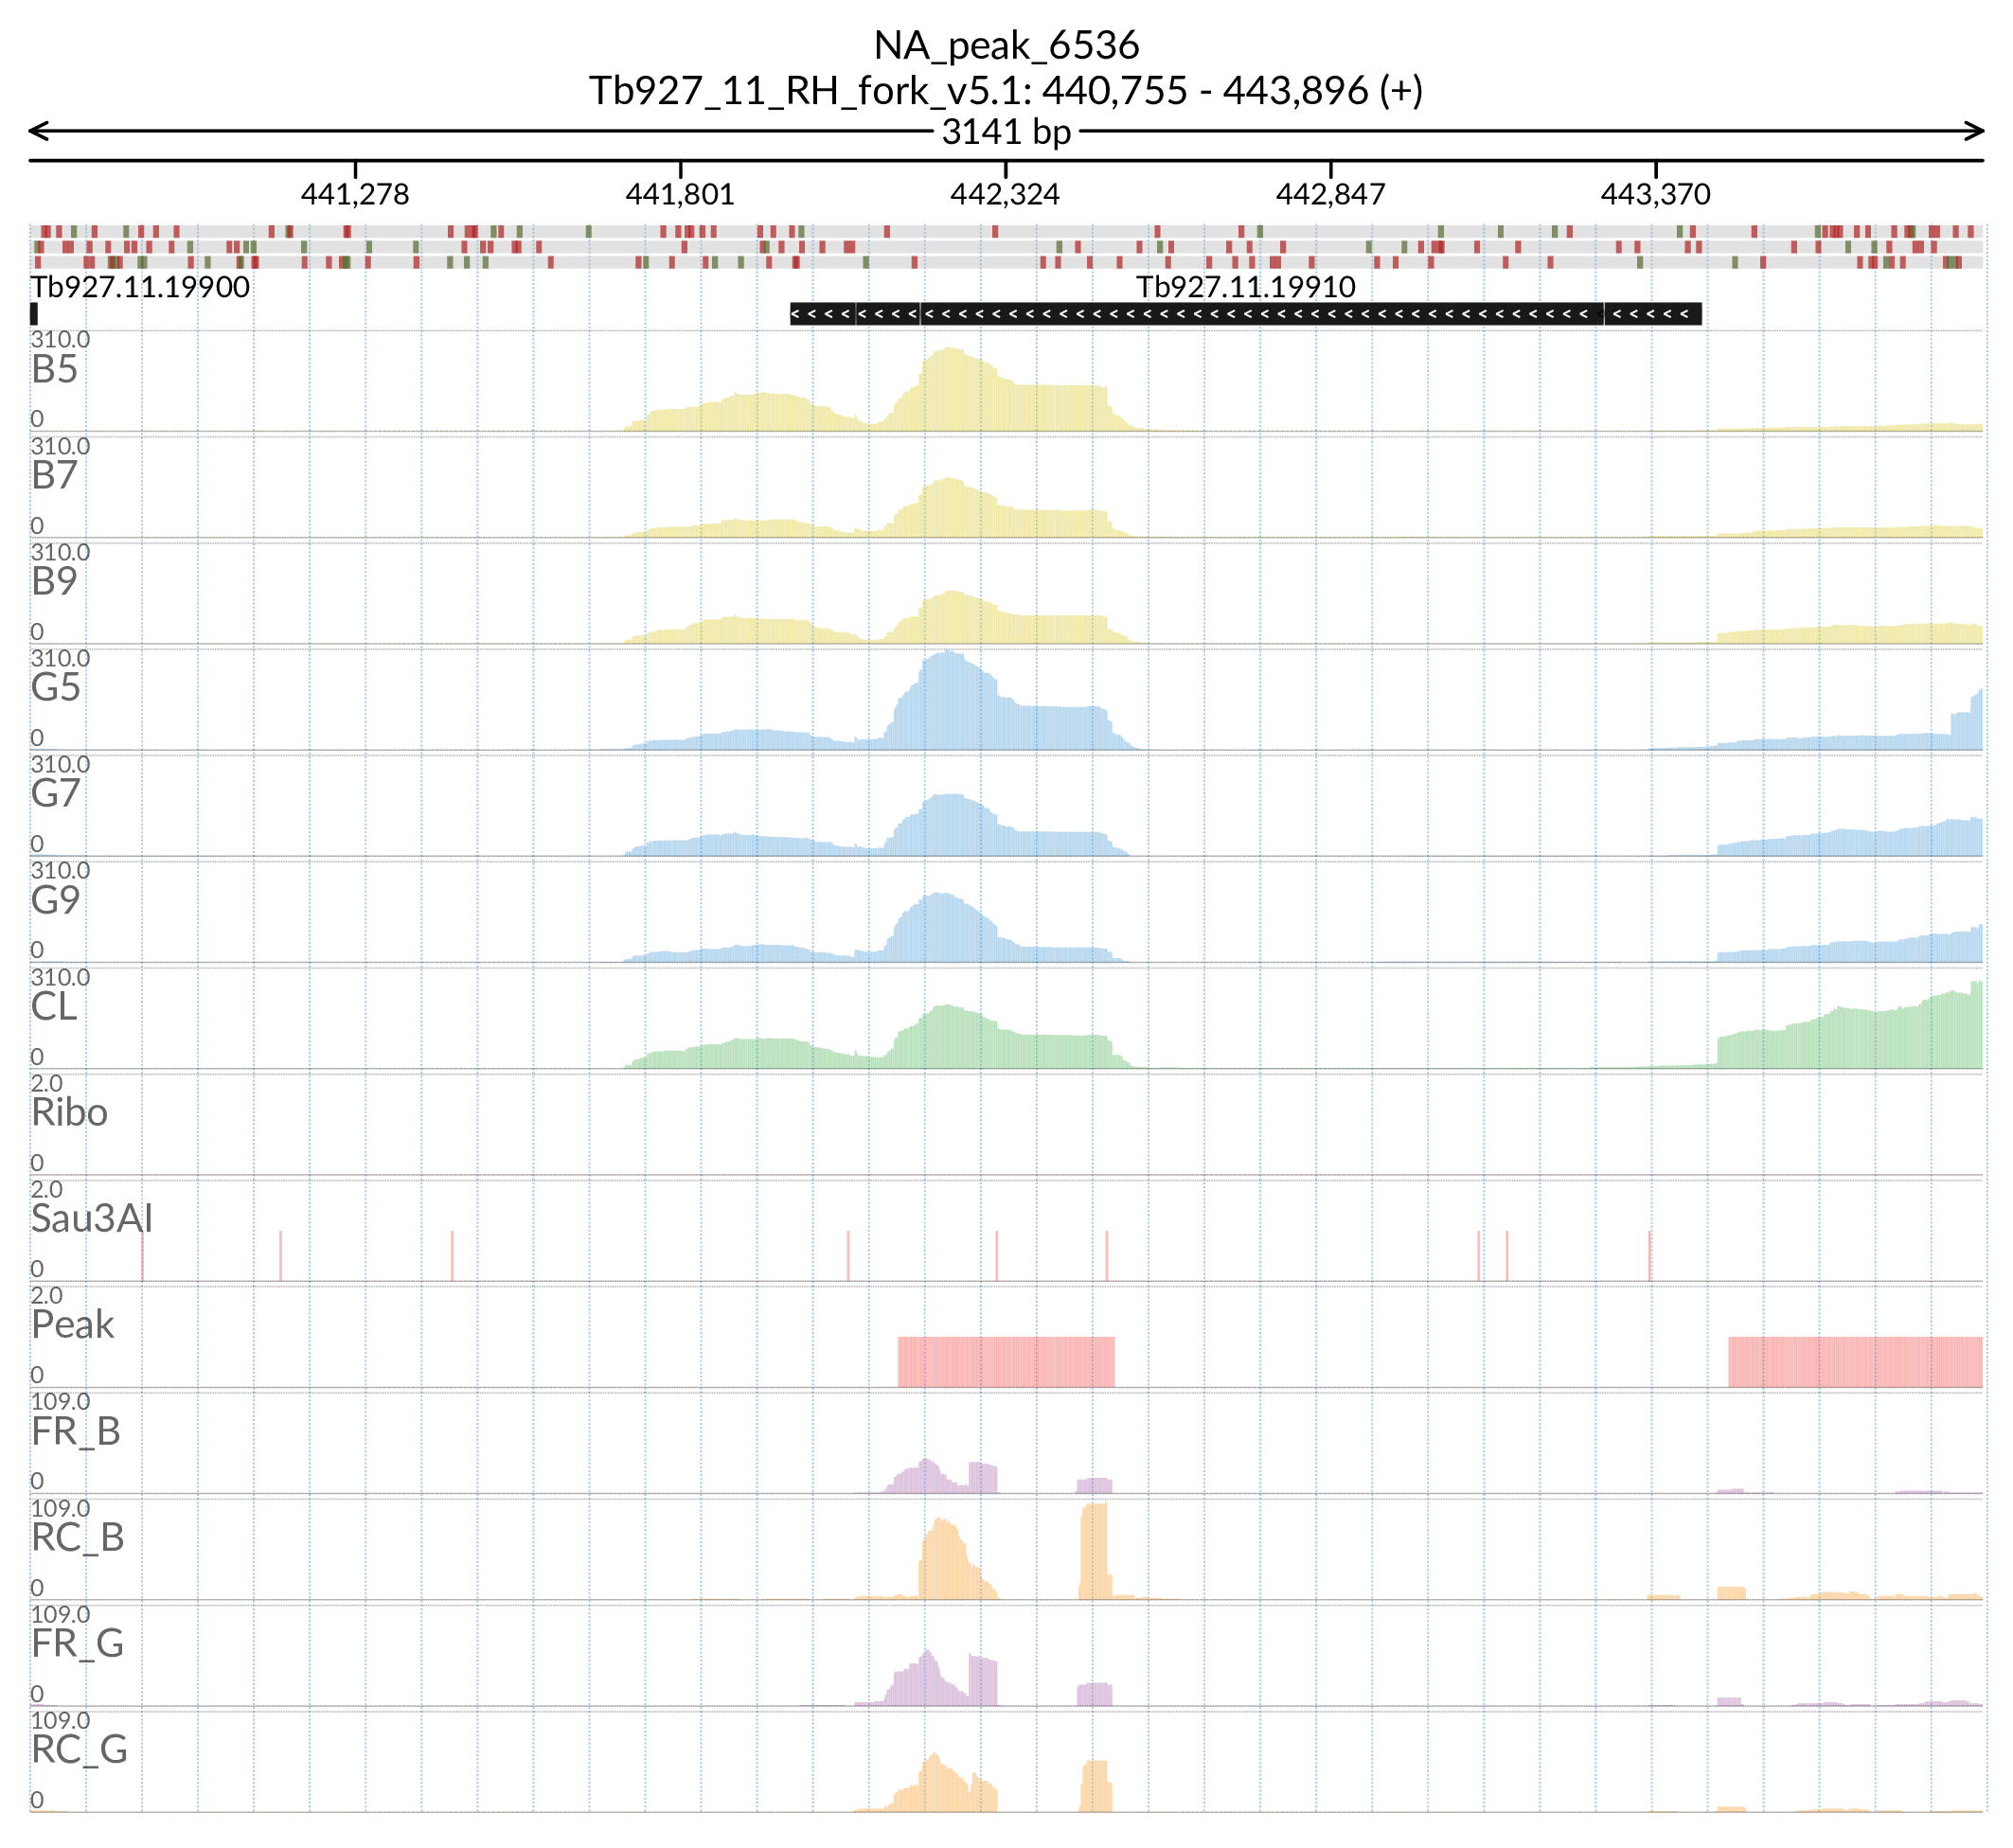 NA_peak_6536
Tb927_11_RH_fork_v5.1: 440,755 - 443,896 (+)
3141 bp
441,278 441,801 442,324 442,847 443,370
Tb927.11.19900 Tb927.11.19910
310.0
B5
0
310.0
B7
0
310.0
B9
0
310.0
G5
0
310.0
G7
0
310.0
G9
0
310.0
CL
0
2.0
Ribo
0
2.0
Sau3AI
0
2.0
Peak
0
109.0
FR_B
0
109.0
RC_B
0
109.0
FR_G
0
109.0
RC_G
0